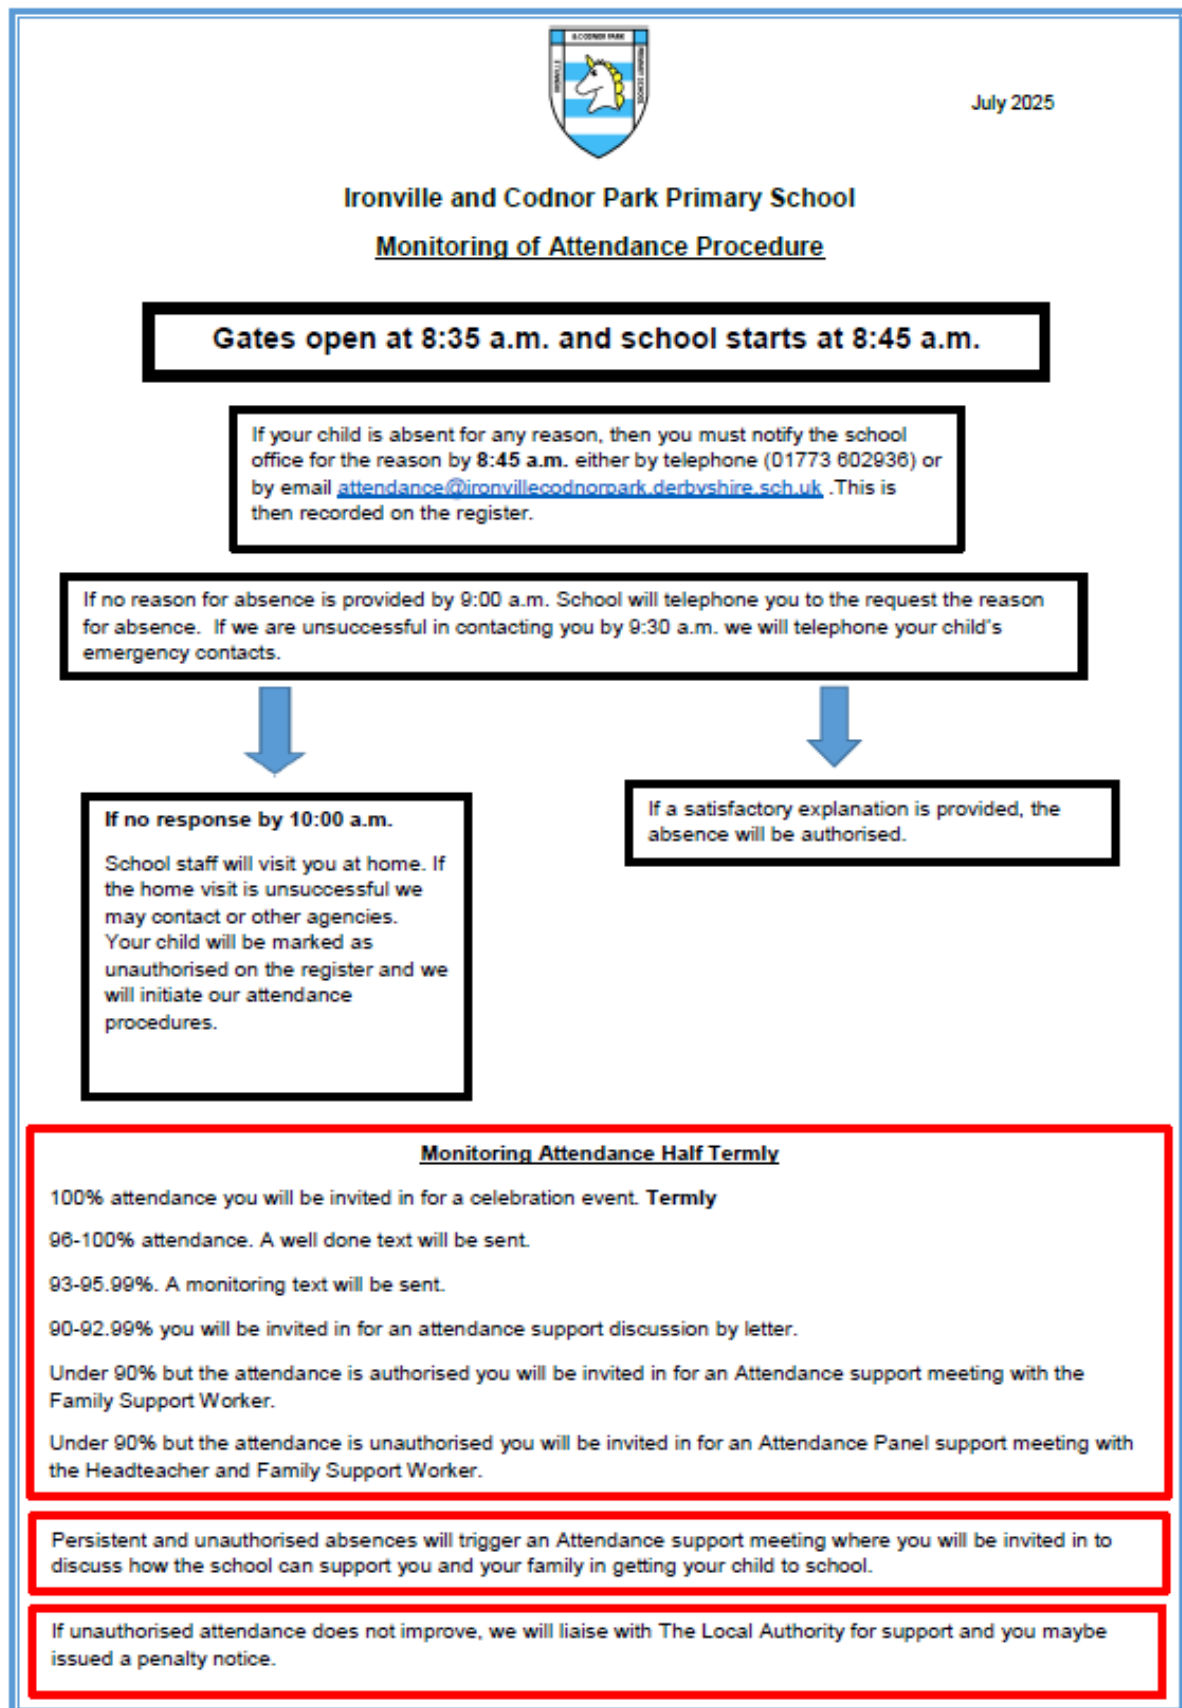 & CODNOR PARK
IRONVILLE
PRIMARY SCHOOL
July 2025
Ironville and Codnor Park Primary School
Monitoring of Attendance Procedure
Gates open at 8:35 a.m. and school starts at 8:45 a.m.
If your child is absent for any reason, then you must notify the school
office for the reason by 8:45 a.m. either by telephone (01773 602936) or
by email attendance@ironvillecodnorpark.derbyshire.sch.uk .This is
then recorded on the register.
If no reason for absence is provided by 9:00 a.m. School will telephone you to the request the reason
for absence.  If we are unsuccessful in contacting you by 9:30 a.m. we will telephone your child's
emergency contacts.
If no response by 10:00 a.m.
School staff will visit you at home. If
the home visit is unsuccessful we
may contact or other agencies.
Your child will be marked as
unauthorised on the register and we
will initiate our attendance
procedures.
If a satisfactory explanation is provided, the
absence will be authorised.
Monitoring Attendance Half Termly
100% attendance you will be invited in for a celebration event. Termly
96-100% attendance. A well done text will be sent.
93-95.99%. A monitoring text will be sent.
90-92.99% you will be invited in for an attendance support discussion by letter.
Under 90% but the attendance is authorised you will be invited in for an Attendance support meeting with the
Family Support Worker.
Under 90% but the attendance is unauthorised you will be invited in for an Attendance Panel support meeting with
the Headteacher and Family Support Worker.
Persistent and unauthorised absences will trigger an Attendance support meeting where you will be invited in to
discuss how the school can support you and your family in getting your child to school.
If unauthorised attendance does not improve, we will liaise with The Local Authority for support and you maybe
issued a penalty notice.